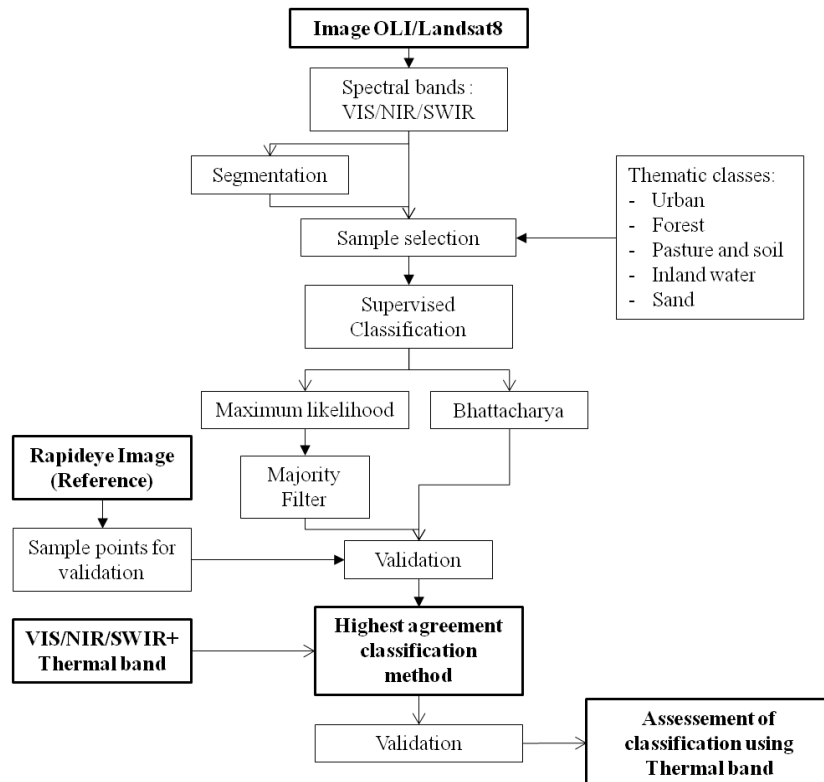 Image OLI/Landsat8
Spectral bands :
VIS/NIR/SWIR
Segmentation
Thematic classes:
- Urban
- Forest
- Pasture and soil
- Inland water
- Sand
Sample selection
Supervised
Classification
Maximum likelihood
Bhattacharya
Rapideye Image
(Reference)
Majority
Filter
Sample points for
validation
Validation
VIS/NIR/SWIR+
Thermal band
Highest agreement
classification
method
Validation
Assessement of
classification using
Thermal band